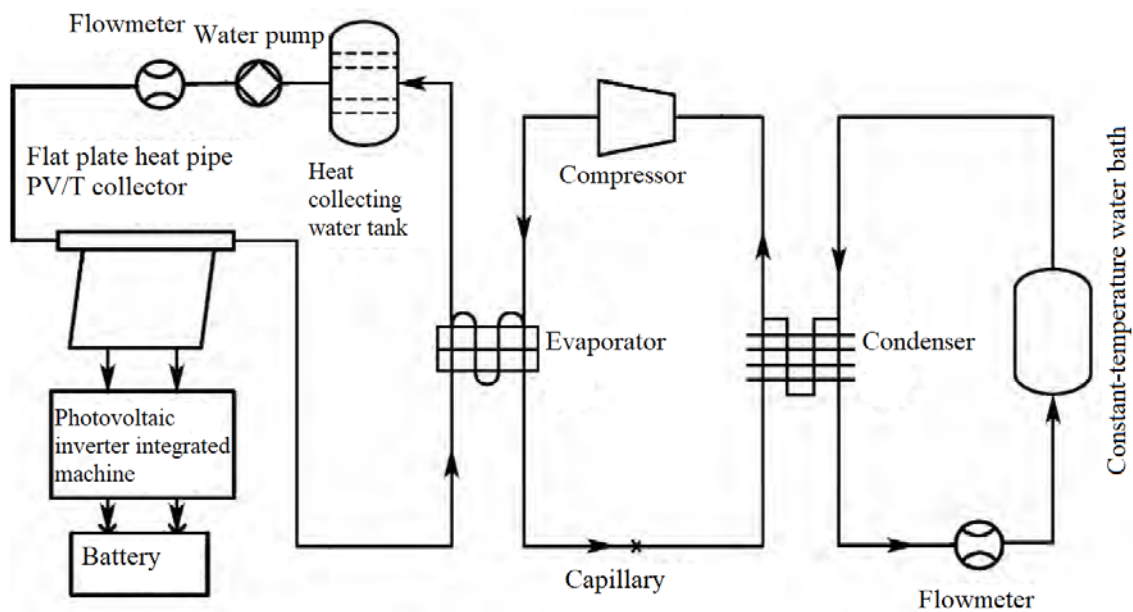 Flowmeter
Water pump
Flat plate heat pipe
PV/T collector
Heat
collecting
water tank
Compressor
Constant-temperature water bath
Evaporator
Condenser
Photovoltaic
inverter integrated
machine
Battery
Capillary
Flowmeter